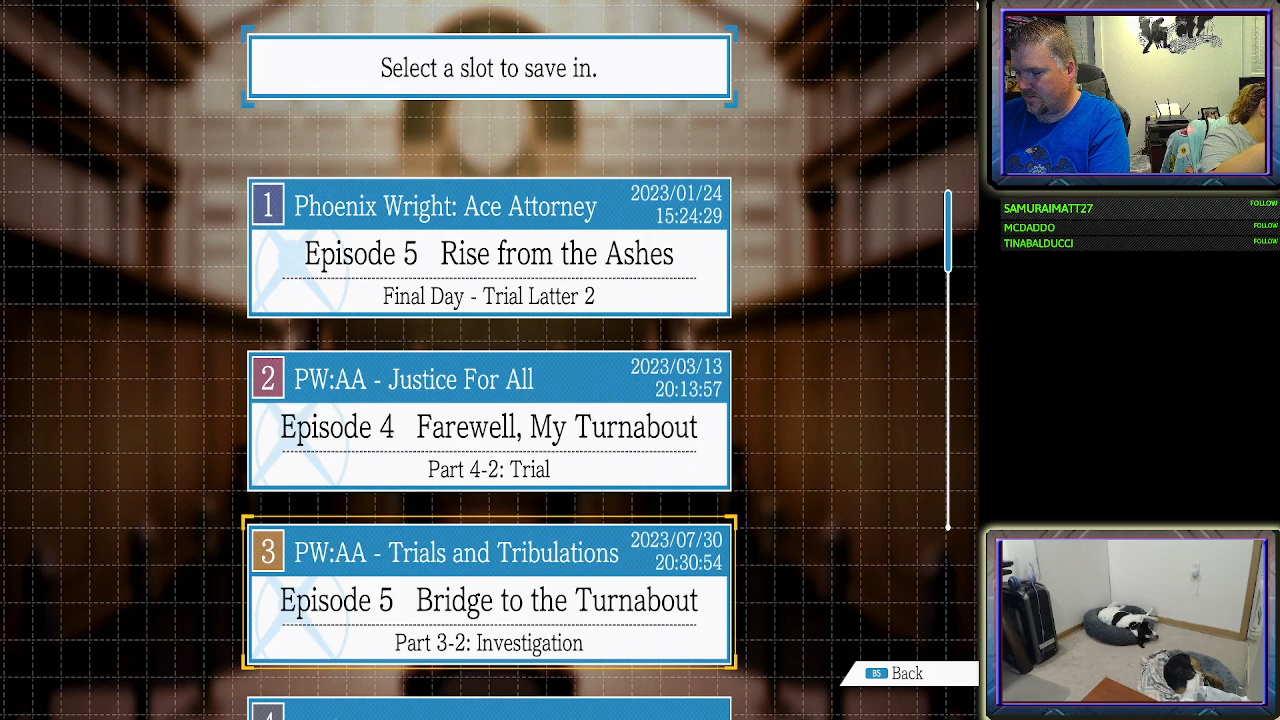 Select a slot to save in.
1 Phoenix Wright: Ace Attorney 2023/01/24 15:24:29
Episode 5 Rise from the Ashes
Final Day - Trial Latter 2
2 PW:AA - Justice For All 2023/03/13 20:13:57
Episode 4 Farewell, My Turnabout
Part 4-2: Trial
3 PW:AA - Trials and Tribulations 2023/07/30 20:30:54
Episode 5 Bridge to the Turnabout
Part 3-2: Investigation
BS Back
SAMURAIMATT27 FOLLOW
MCDADDO FOLLOW
TINABALDUCCI FOLLOW